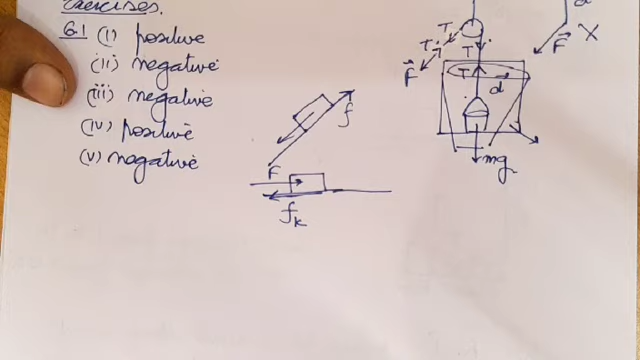 Exercises.
6.1 (i) positive
(ii) negative
(iii) negative
(iv) positive
(v) negative
T
T
T
T
F
d
mg
d
F X
f
F
fk